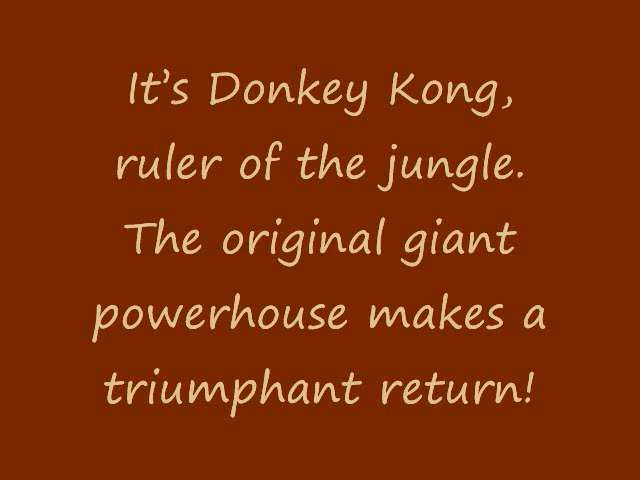 It's Donkey Kong,
ruler of the jungle.
The original giant
powerhouse makes a
triumphant return!